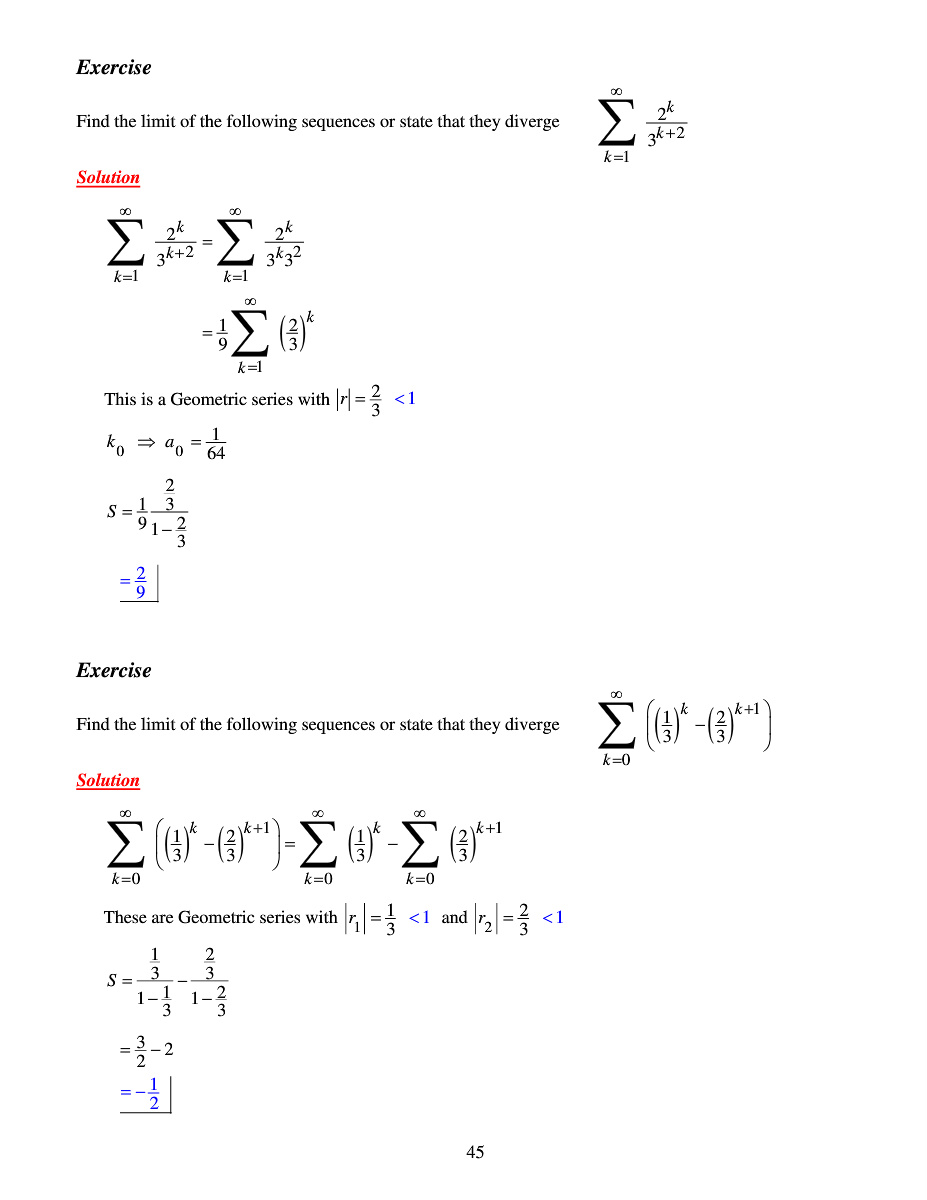 Exercise
Find the limit of the following sequences or state that they diverge $\sum_{k=1}^{\infty} \frac{2^k}{3^{k+2}}$
Solution
$\sum_{k=1}^{\infty} \frac{2^k}{3^{k+2}} = \sum_{k=1}^{\infty} \frac{2^k}{3^k 3^2}$
$= \frac{1}{9} \sum_{k=1}^{\infty} \left(\frac{2}{3}\right)^k$
This is a Geometric series with $|r| = \frac{2}{3} < 1$
$k_0 \Rightarrow a_0 = \frac{1}{64}$
$S = \frac{1}{9} \frac{\frac{2}{3}}{1 - \frac{2}{3}}$
$= \frac{2}{9}$
Exercise
Find the limit of the following sequences or state that they diverge $\sum_{k=0}^{\infty} \left(\left(\frac{1}{3}\right)^k - \left(\frac{2}{3}\right)^{k+1}\right)$
Solution
$\sum_{k=0}^{\infty} \left(\left(\frac{1}{3}\right)^k - \left(\frac{2}{3}\right)^{k+1}\right) = \sum_{k=0}^{\infty} \left(\frac{1}{3}\right)^k - \sum_{k=0}^{\infty} \left(\frac{2}{3}\right)^{k+1}$
These are Geometric series with $|r_1| = \frac{1}{3} < 1$ and $|r_2| = \frac{2}{3} < 1$
$S = \frac{\frac{1}{3}}{1 - \frac{1}{3}} - \frac{\frac{2}{3}}{1 - \frac{2}{3}}$
$= \frac{3}{2} - 2$
$= -\frac{1}{2}$
45